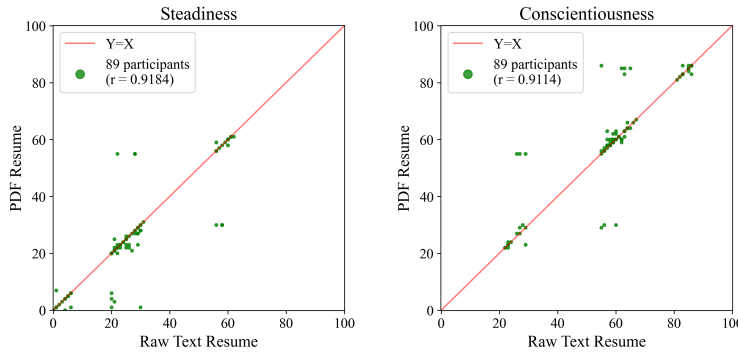 Steadiness
100
80
60
40
20
0
0 20 40 60 80 100
PDF Resume
Raw Text Resume
Y=X
89 participants
(r = 0.9184)
Conscientiousness
100
80
60
40
20
0
0 20 40 60 80 100
PDF Resume
Raw Text Resume
Y=X
89 participants
(r = 0.9114)